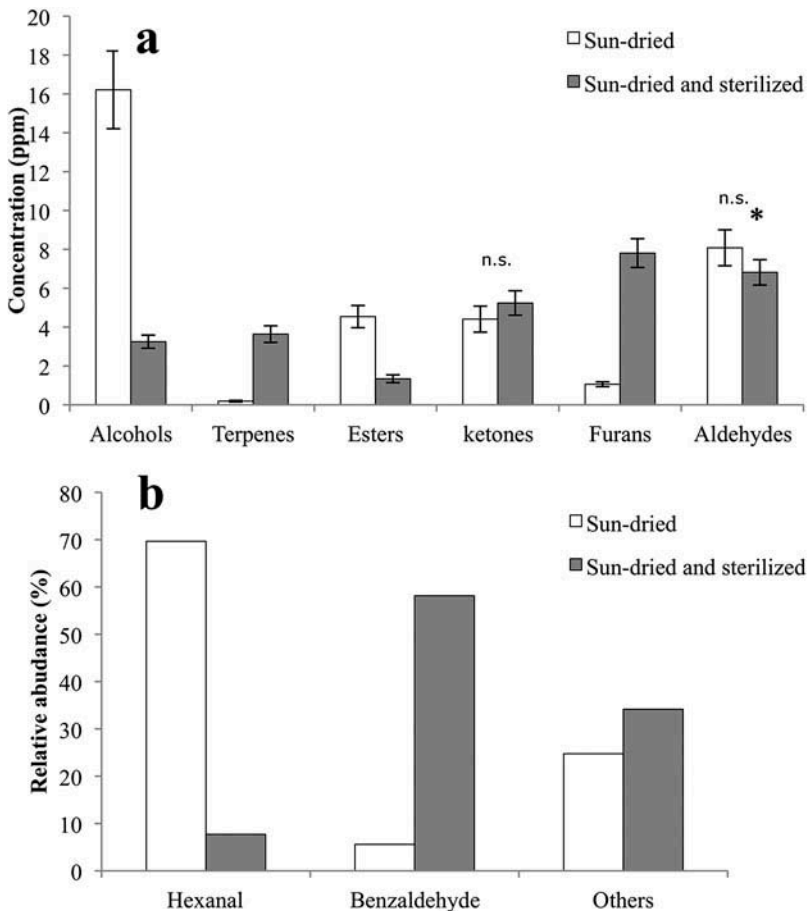 a
Sun-dried
Sun-dried and sterilized
Concentration (ppm)
20
18
16
14
12
10
8
6
4
2
0
n.s.
n.s.
*
Alcohols Terpenes Esters ketones Furans Aldehydes
b
Sun-dried
Sun-dried and sterilized
Relative abudance (%)
80
70
60
50
40
30
20
10
0
Hexanal Benzaldehyde Others